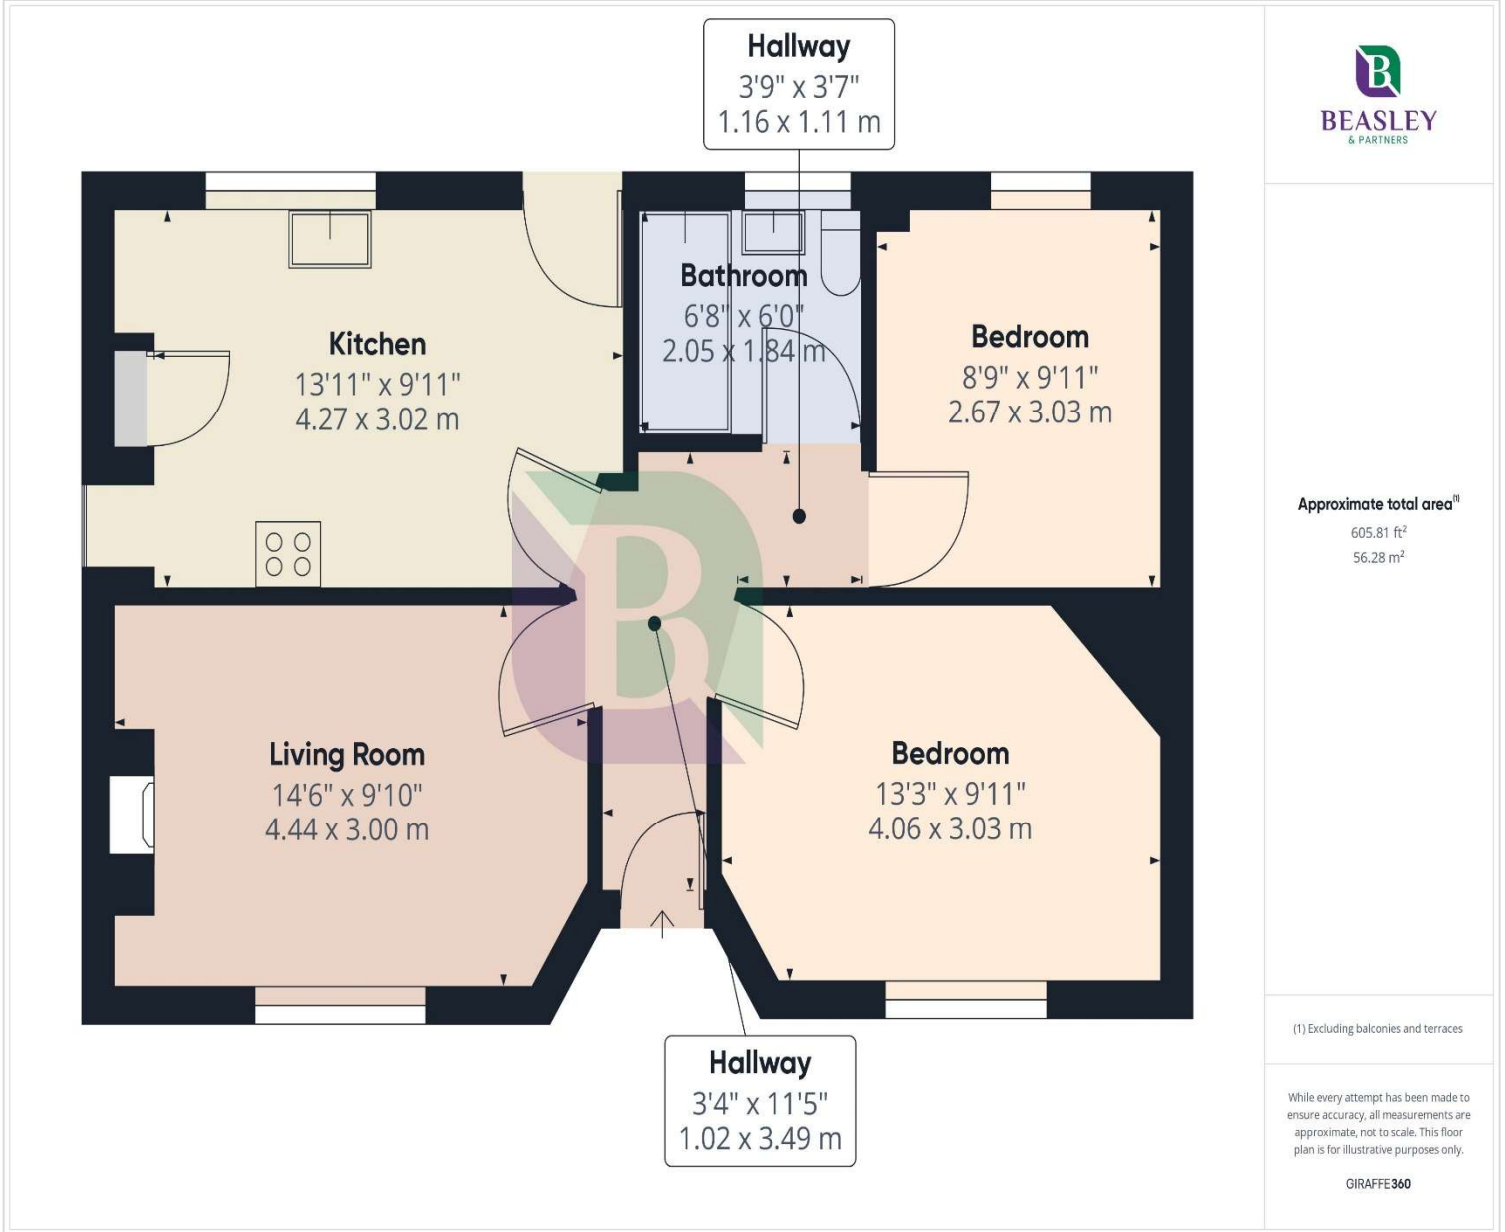 Hallway
3'9" x 3'7"
1.16 x 1.11 m
B
BEASLEY
& PARTNERS
Kitchen
13'11" x 9'11"
4.27 x 3.02 m
Bathroom
6'8" x 6'0"
2.05 x 1.84 m
Bedroom
8'9" x 9'11"
2.67 x 3.03 m
B
Living Room
14'6" x 9'10"
4.44 x 3.00 m
Bedroom
13'3" x 9'11"
4.06 x 3.03 m
Hallway
3'4" x 11'5"
1.02 x 3.49 m
Approximate total area⁽¹⁾
605.81 ft²
56.28 m²
(1) Excluding balconies and terraces
While every attempt has been made to
ensure accuracy, all measurements are
approximate, not to scale. This floor
plan is for illustrative purposes only.
GIRAFFE360